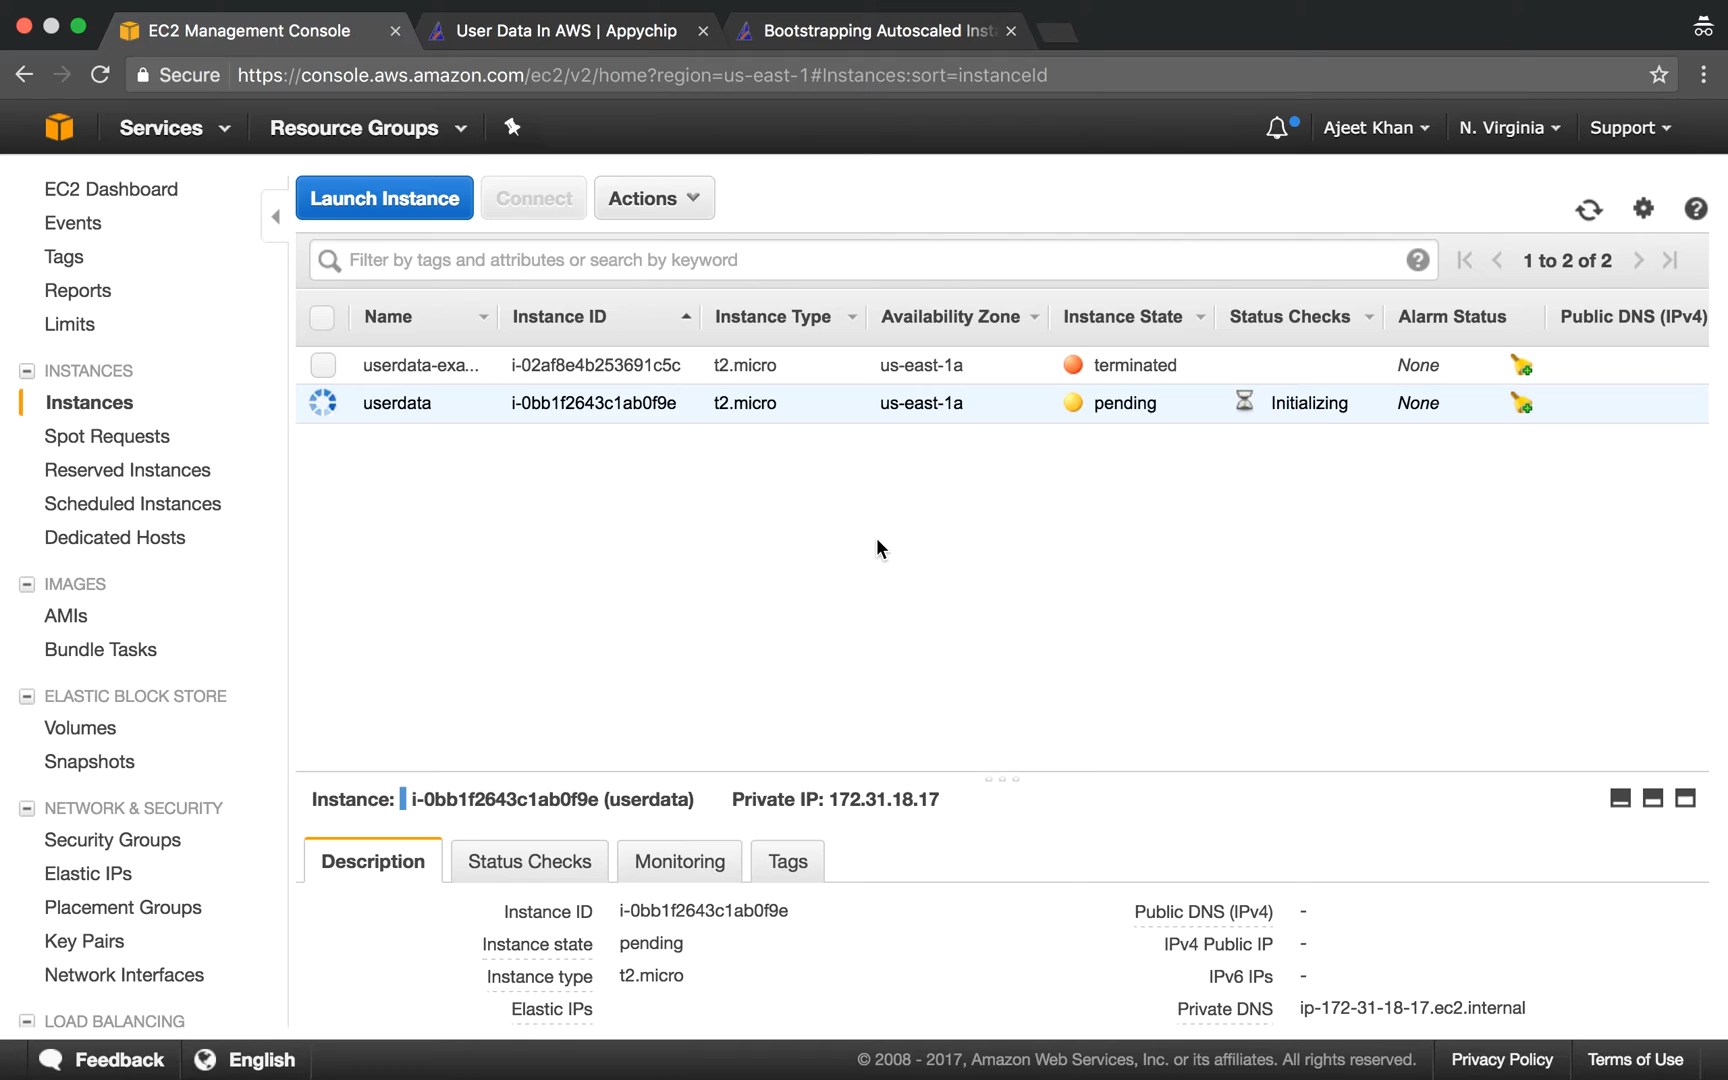 EC2 Management Console
User Data In AWS | Appychip
Bootstrapping Autoscaled Inst
Secure
https://console.aws.amazon.com/ec2/v2/home?region=us-east-1#Instances:sort=instanceId
Services
Resource Groups
Ajeet Khan
N. Virginia
Support
EC2 Dashboard
Events
Tags
Reports
Limits
INSTANCES
Instances
Spot Requests
Reserved Instances
Scheduled Instances
Dedicated Hosts
IMAGES
AMIs
Bundle Tasks
ELASTIC BLOCK STORE
Volumes
Snapshots
NETWORK & SECURITY
Security Groups
Elastic IPs
Placement Groups
Key Pairs
Network Interfaces
LOAD BALANCING
Launch Instance
Connect
Actions
Filter by tags and attributes or search by keyword
1 to 2 of 2
Name Instance ID Instance Type Availability Zone Instance State Status Checks Alarm Status Public DNS (IPv4)
userdata-exa... i-02af8e4b253691c5c t2.micro us-east-1a terminated None
userdata i-0bb1f2643c1ab0f9e t2.micro us-east-1a pending Initializing None
Instance: i-0bb1f2643c1ab0f9e (userdata) Private IP: 172.31.18.17
Description
Status Checks
Monitoring
Tags
Instance ID i-0bb1f2643c1ab0f9e
Instance state pending
Instance type t2.micro
Elastic IPs
Public DNS (IPv4) -
IPv4 Public IP -
IPv6 IPs -
Private DNS ip-172-31-18-17.ec2.internal
Feedback
English
© 2008 - 2017, Amazon Web Services, Inc. or its affiliates. All rights reserved.
Privacy Policy
Terms of Use